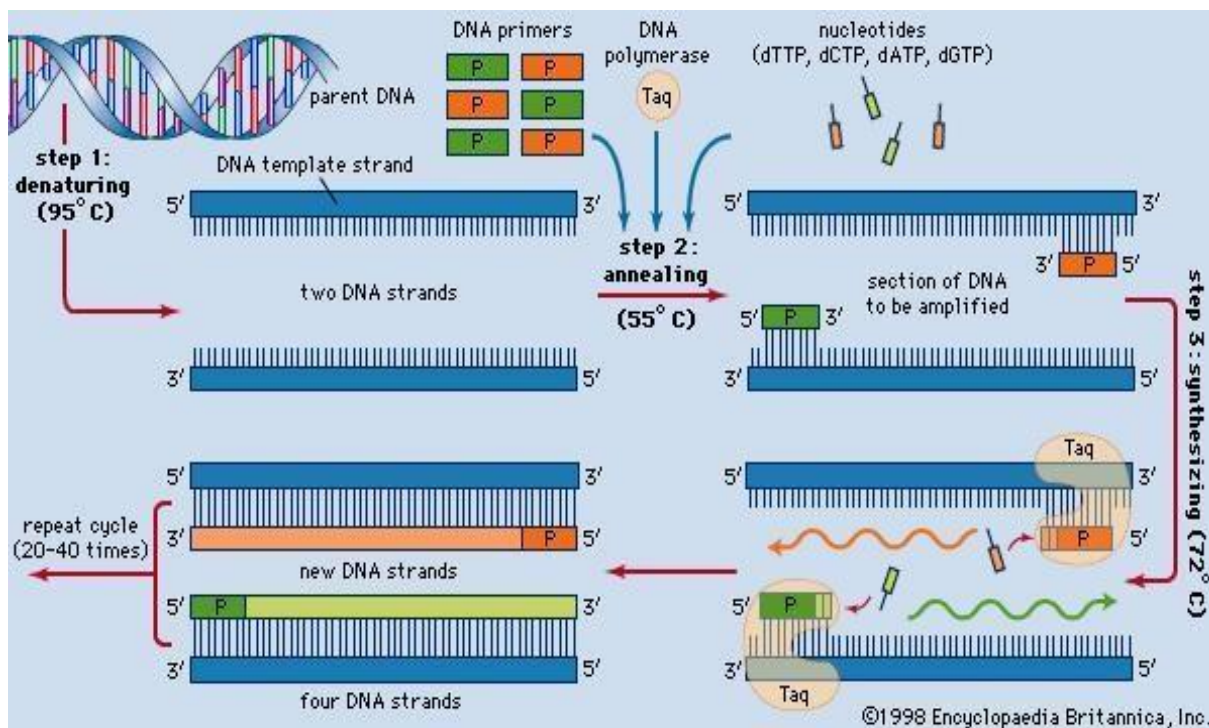 DNA primers
P P
P P
P P
DNA
polymerase
Taq
nucleotides
(dTTP, dCTP, dATP, dGTP)
parent DNA
step 1:
denaturing
(95° C)
DNA template strand
5′ 3′
two DNA strands
3′ 5′
step 2:
annealing
(55° C)
5′ 3′
3′ P 5′
section of DNA
to be amplified
5′ P 3′
3′ 5′
step 3: synthesizing (72° C)
Taq
5′ 3′
P 5′
5′ P
3′ 5′
Taq
5′ 3′
3′ P 5′
new DNA strands
5′ P 3′
3′ 5′
four DNA strands
repeat cycle
(20-40 times)
©1998 Encyclopaedia Britannica, Inc.